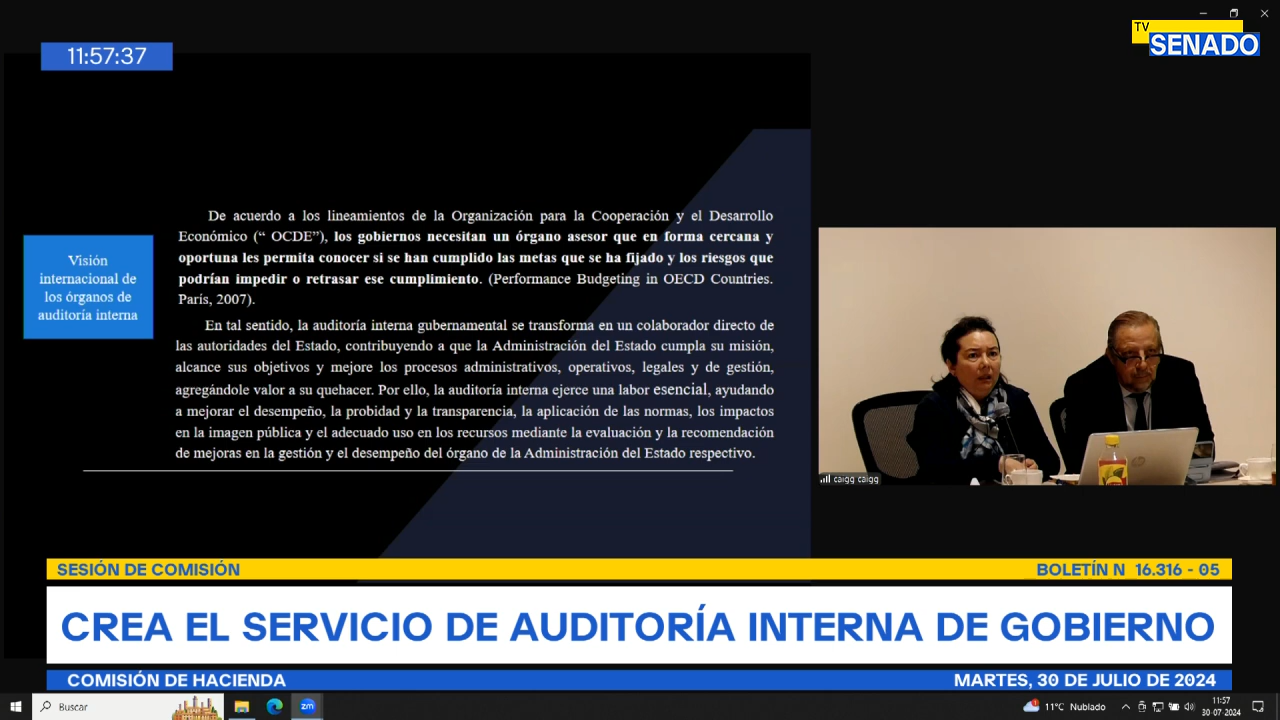 TV
SENADO
11:57:37
De acuerdo a los lineamientos de la Organización para la Cooperación y el Desarrollo
Económico (“ OCDE”), los gobiernos necesitan un órgano asesor que en forma cercana y
oportuna les permita conocer si se han cumplido las metas que se ha fijado y los riesgos que
podrían impedir o retrasar ese cumplimiento. (Performance Budgeting in OECD Countries.
París, 2007).
Visión
internacional de
los órganos de
auditoría interna
En tal sentido, la auditoría interna gubernamental se transforma en un colaborador directo de
las autoridades del Estado, contribuyendo a que la Administración del Estado cumpla su misión,
alcance sus objetivos y mejore los procesos administrativos, operativos, legales y de gestión,
agregándole valor a su quehacer. Por ello, la auditoría interna ejerce una labor esencial, ayudando
a mejorar el desempeño, la probidad y la transparencia, la aplicación de las normas, los impactos
en la imagen pública y el adecuado uso en los recursos mediante la evaluación y la recomendación
de mejoras en la gestión y el desempeño del órgano de la Administración del Estado respectivo.
caigg caigg
SESIÓN DE COMISIÓN
BOLETÍN N 16.316 - 05
CREA EL SERVICIO DE AUDITORÍA INTERNA DE GOBIERNO
COMISIÓN DE HACIENDA
MARTES, 30 DE JULIO DE 2024
Buscar
zm
11°C Nublado
11:57
30-07-2024